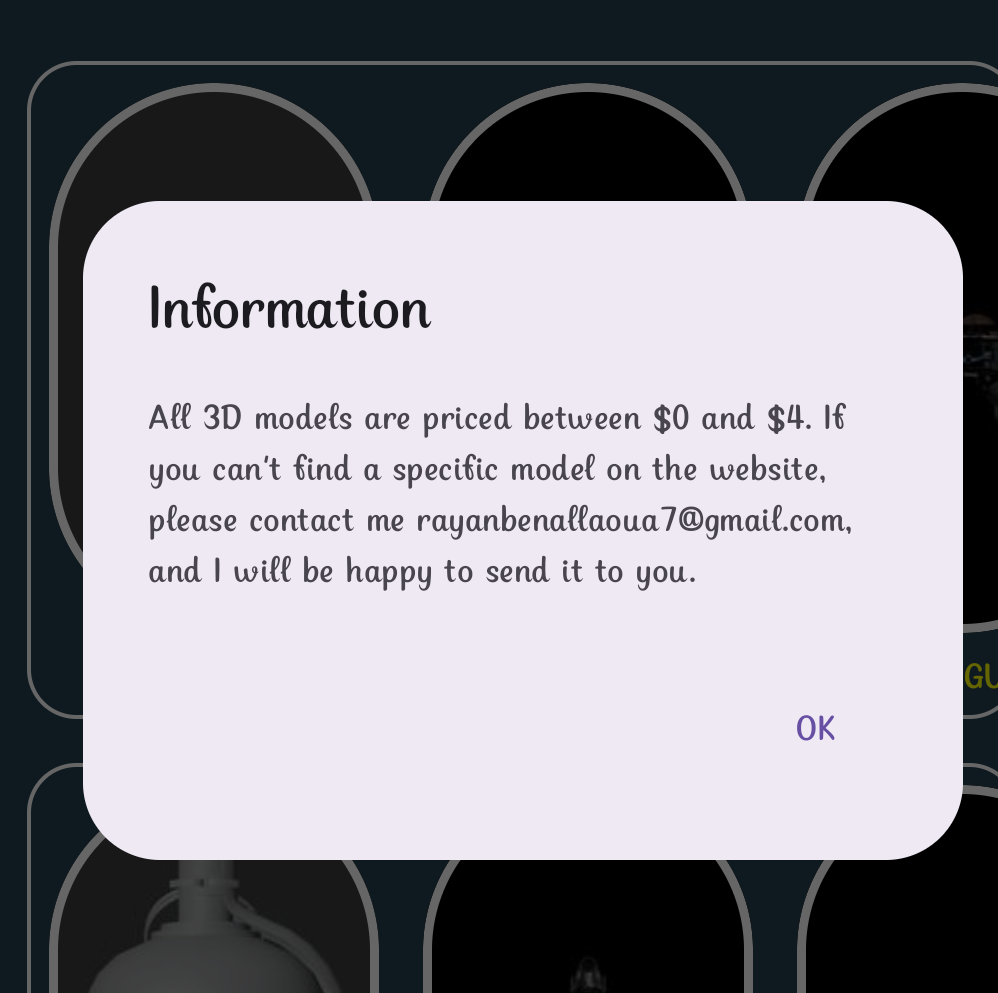 Information
All 3D models are priced between $0 and $4. If
you can't find a specific model on the website,
please contact me rayanbenallaoua7@gmail.com,
and I will be happy to send it to you.
GU
OK